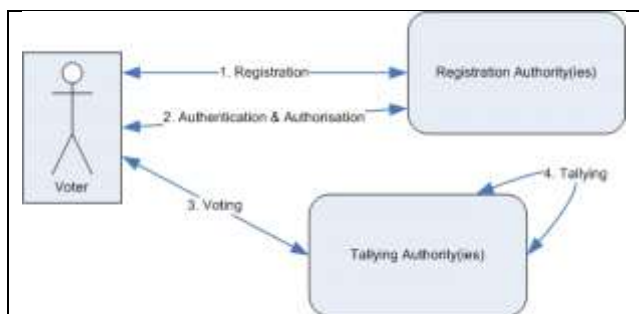 1. Registration
Registration Authority(ies)
2. Authentication & Authorisation
Voter
3. Voting
4. Tallying
Tallying Authority(ies)